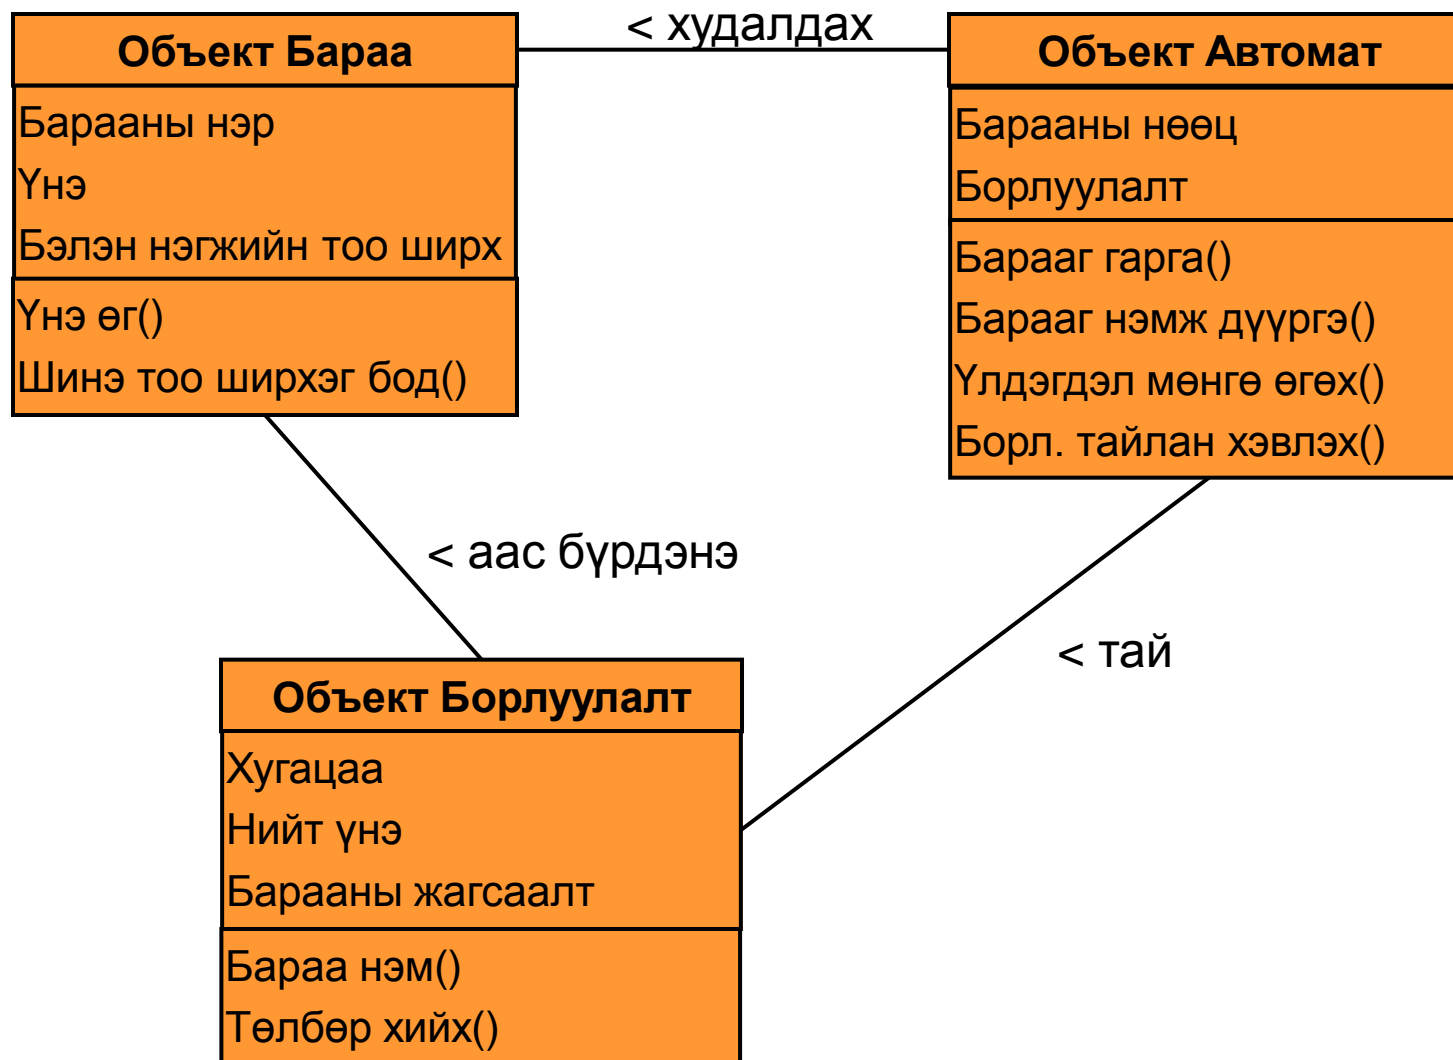 Объект Бараа
Барааны нэр
Үнэ
Бэлэн нэгжийн тоо ширх
Үнэ өг()
Шинэ тоо ширхэг бод()
< худалдах
Объект Автомат
Барааны нөөц
Борлуулалт
Барааг гарга()
Барааг нэмж дүүргэ()
Үлдэгдэл мөнгө өгөх()
Борл. тайлан хэвлэх()
< аас бүрдэнэ
< тай
Объект Борлуулалт
Хугацаа
Нийт үнэ
Барааны жагсаалт
Бараа нэм()
Төлбөр хийх()